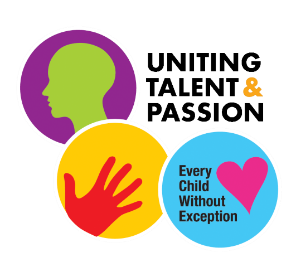 UNITING
TALENT &
PASSION
Every
Child
Without
Exception